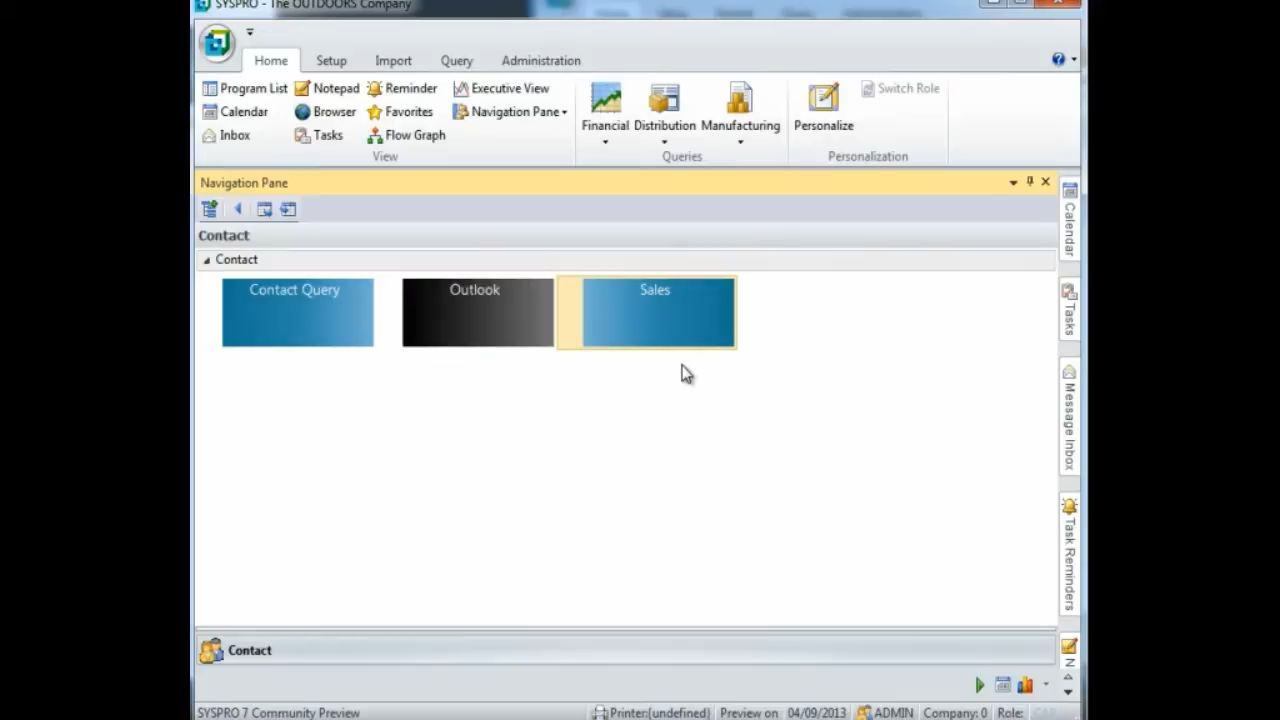 SYSPRO - The OUTDOORS Company
Home Setup Import Query Administration
Program List Notepad Reminder Executive View
Calendar Browser Favorites Navigation Pane
Inbox Tasks Flow Graph
View
Financial Distribution Manufacturing
Queries
Personalize
Switch Role
Personalization
Navigation Pane
Contact
Contact
Contact Query Outlook Sales
Calendar
Tasks
Message Inbox
Task Reminders
N
Contact
SYSPRO 7 Community Preview Printer:(undefined) Preview on 04/09/2013 ADMIN Company: 0 Role: